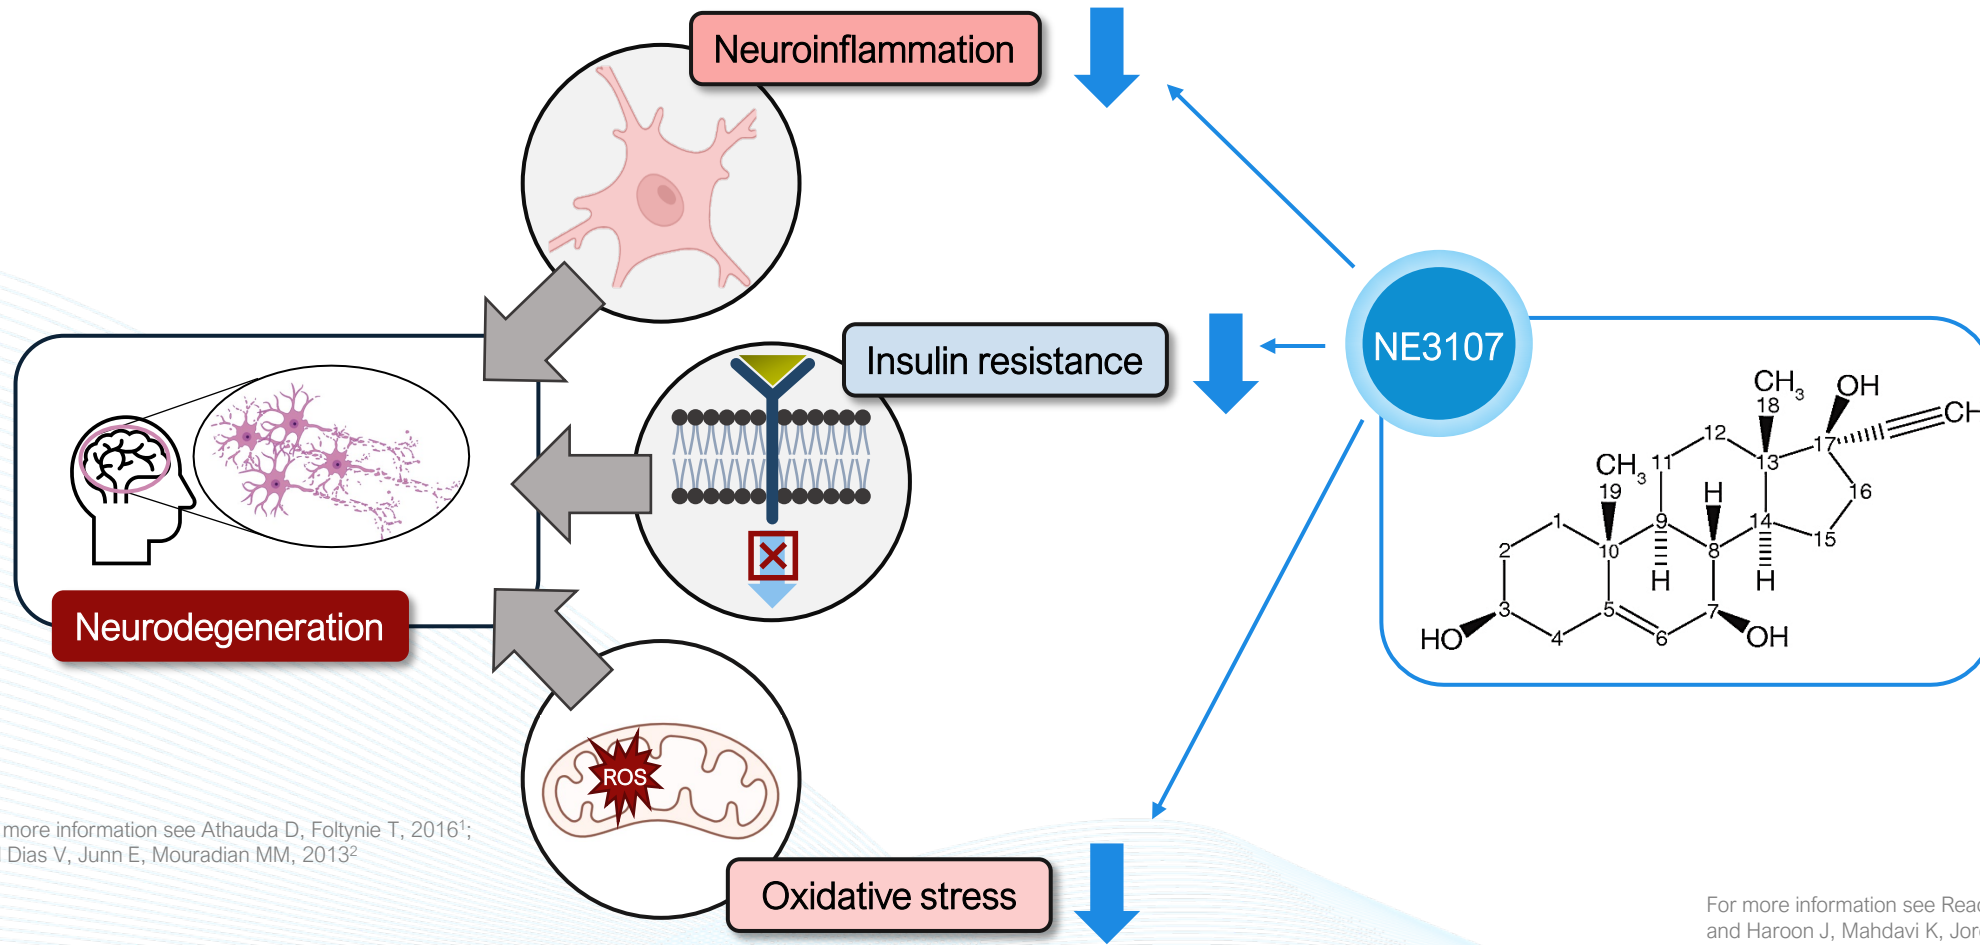 Neuroinflammation
Insulin resistance
NE3107
CH3
18
OH
CH
12
17
CH3
11
13
19
H
16
1
9
14
15
2
10
8
H
H
3
5
7
HO
4
6
OH
Neurodegeneration
ROS
more information see Athauda D, Foltynie T, 2016¹;
Dias V, Junn E, Mouradian MM, 2013²
Oxidative stress
For more information see
and Haroon J, Mahdavi K,